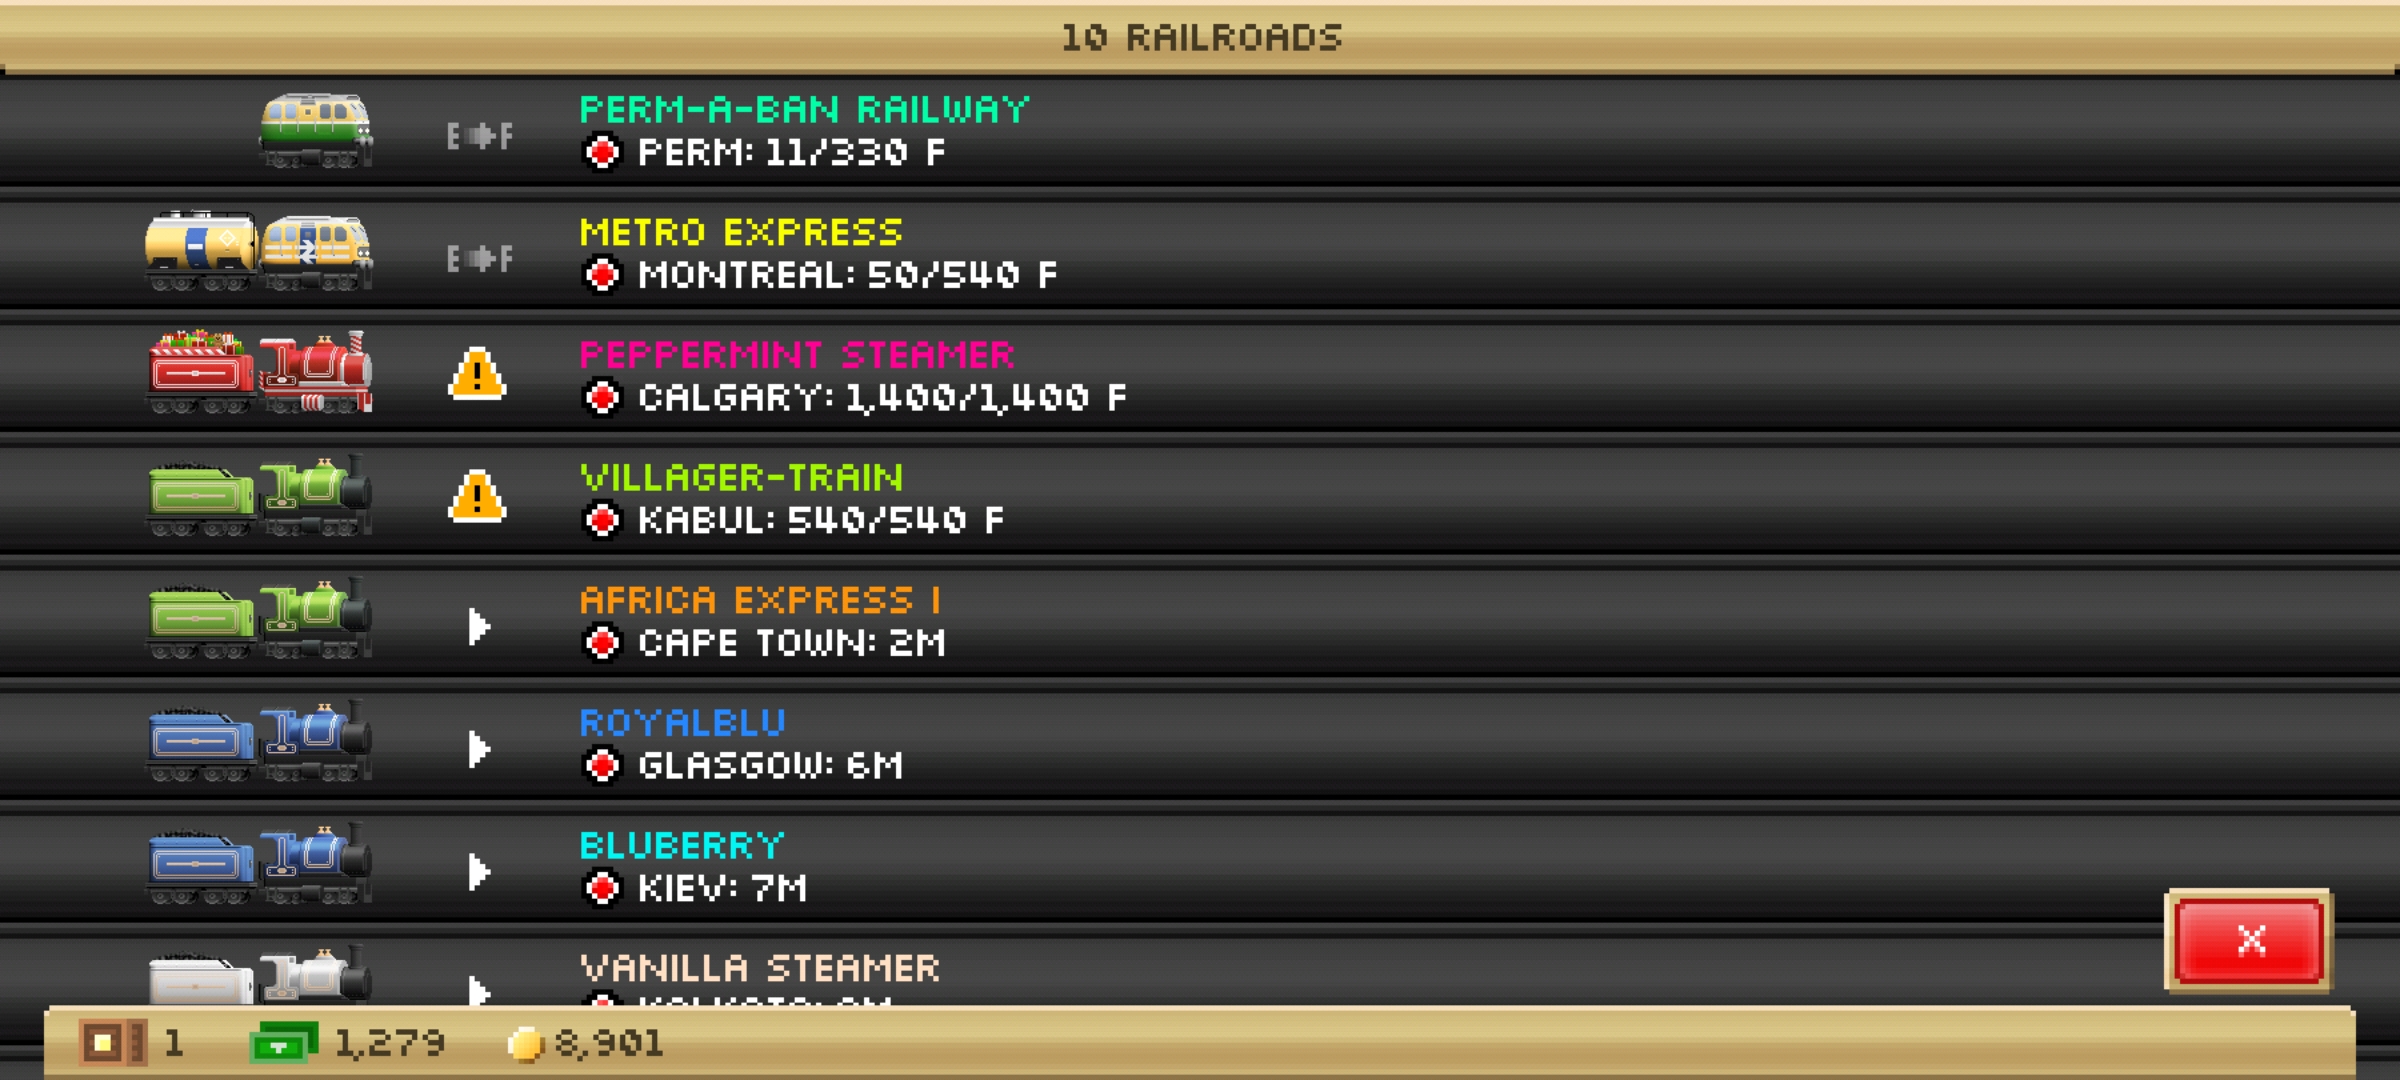 10 RAILROADS
PERM-A-BAN RAILWAY
E F
PERM: 11/330 F
METRO EXPRESS
E F
MONTREAL: 50/540 F
PEPPERMINT STEAMER
CALGARY: 1,400/1,400 F
VILLAGER-TRAIN
KABUL: 540/540 F
AFRICA EXPRESS I
CAPE TOWN: 2M
ROYALBLU
GLASGOW: 6M
BLUBERRY
KIEV: 7M
VANILLA STEAMER
X
1 1,279 8,901